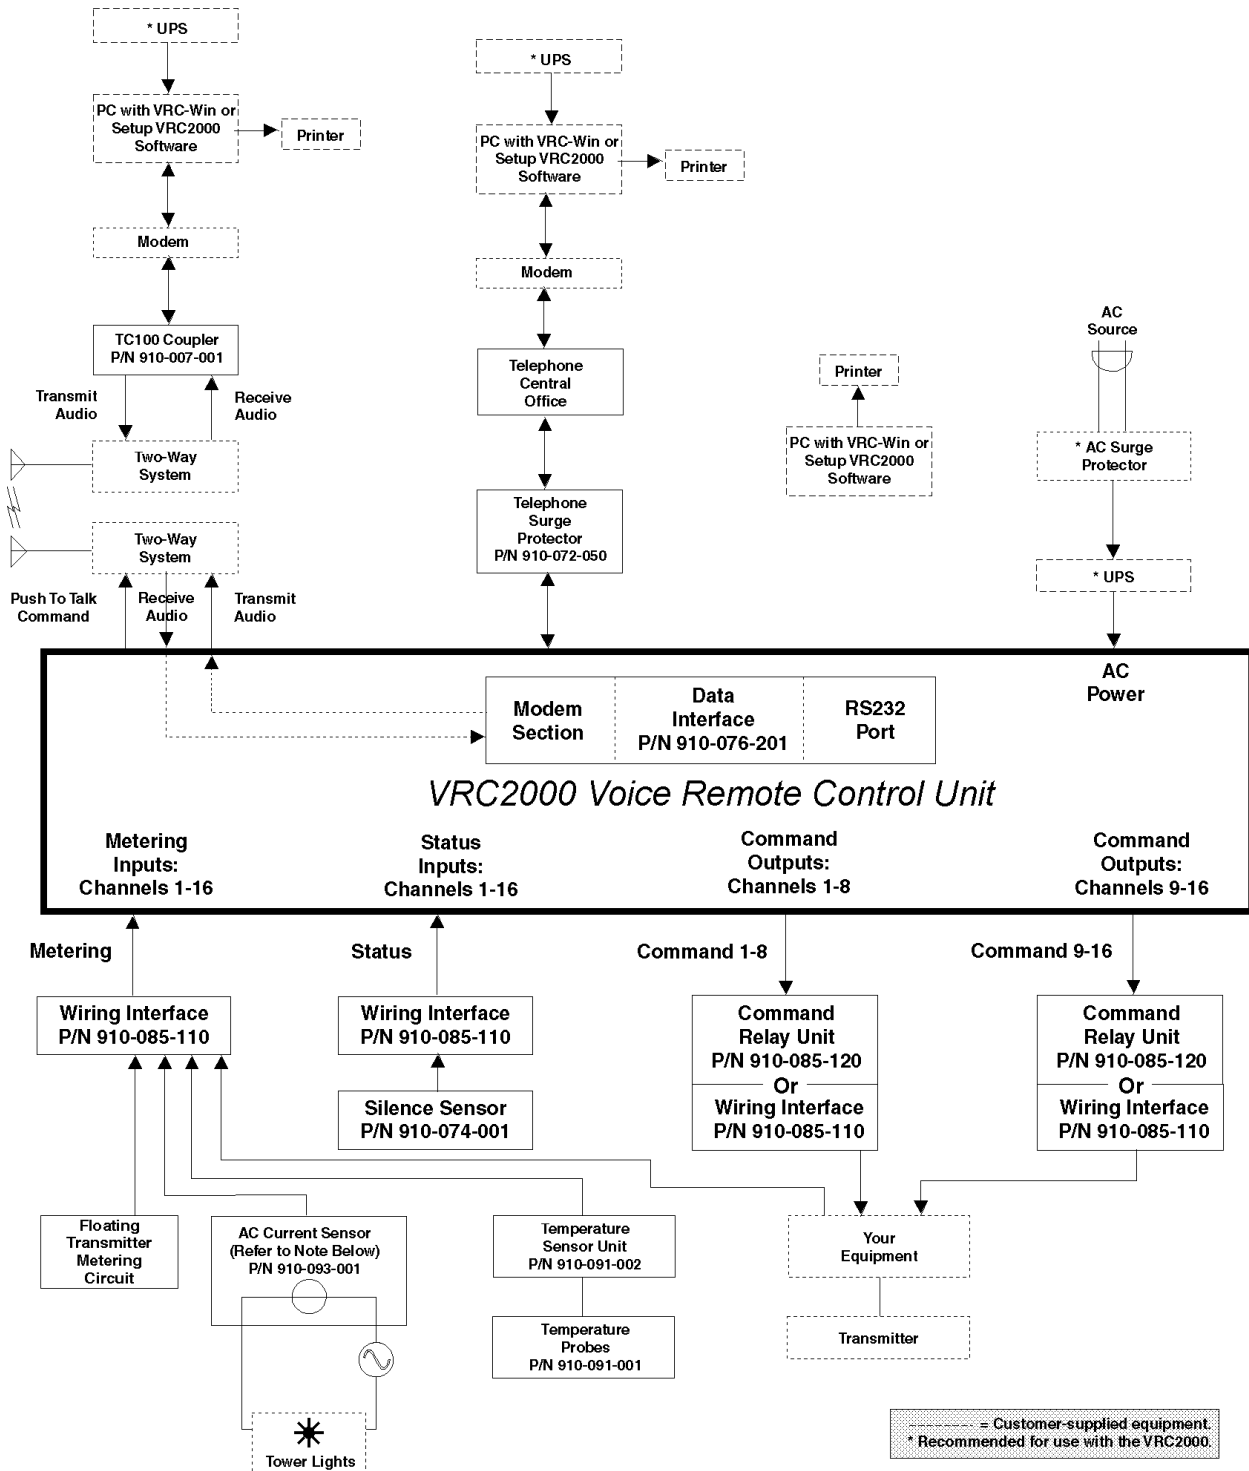 * UPS
PC with VRC-Win or
Setup VRC2000
Software
Printer
Modem
TC100 Coupler
P/N 910-007-001
Transmit
Audio
Receive
Audio
Two-Way
System
Two-Way
System
Push To Talk
Command
Receive
Audio
Transmit
Audio
* UPS
PC with VRC-Win or
Setup VRC2000
Software
Printer
Modem
Telephone
Central
Office
Telephone
Surge
Protector
P/N 910-072-050
Printer
PC with VRC-Win or
Setup VRC2000
Software
AC
Source
* AC Surge
Protector
* UPS
AC
Power
Modem
Section
Data
Interface
P/N 910-076-201
RS232
Port
VRC2000 Voice Remote Control Unit
Metering
Inputs:
Channels 1-16
Status
Inputs:
Channels 1-16
Command
Outputs:
Channels 1-8
Command
Outputs:
Channels 9-16
Metering
Status
Command 1-8
Command 9-16
Wiring Interface
P/N 910-085-110
Wiring Interface
P/N 910-085-110
Silence Sensor
P/N 910-074-001
Command
Relay Unit
P/N 910-085-120
Or
Wiring Interface
P/N 910-085-110
Command
Relay Unit
P/N 910-085-120
Or
Wiring Interface
P/N 910-085-110
Floating
Transmitter
Metering
Circuit
AC Current Sensor
(Refer to Note Below)
P/N 910-093-001
Tower Lights
Temperature
Sensor Unit
P/N 910-091-002
Temperature
Probes
P/N 910-091-001
Your
Equipment
Transmitter
-------- = Customer-supplied equipment.
* Recommended for use with the VRC2000.